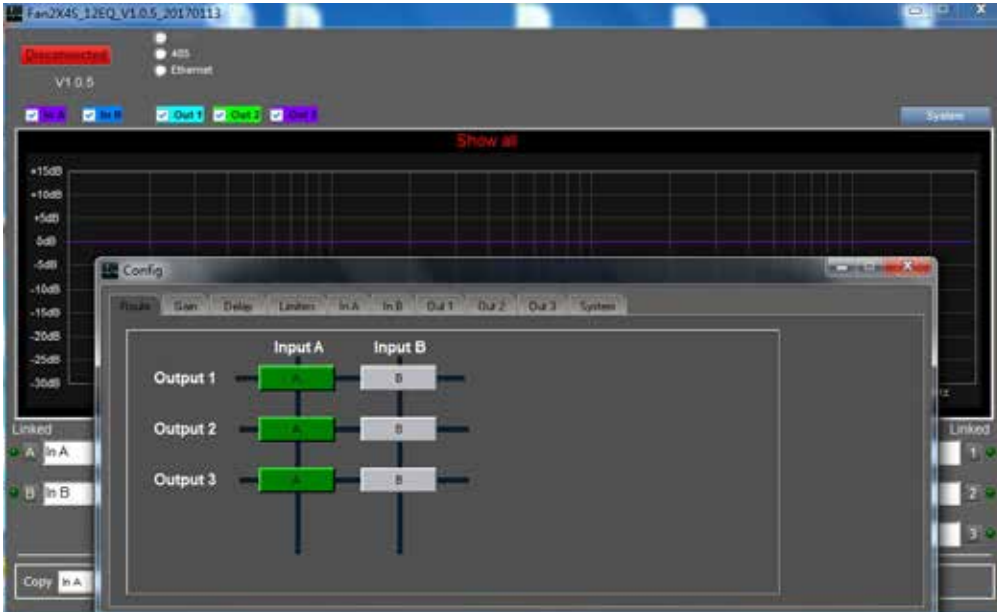 Fan2X4S_12EQ_V1.0.5_20170113
Disconnected
485
Ethernet
V1.0.5
In A In B Out 1 Out 2 Out 3
System
Show all
+15dB
+10dB
+5dB
0dB
-5dB
-10dB
-15dB
-20dB
-25dB
-30dB
Hz
Config
Route Gain Delay Limiters In A In B Out 1 Out 2 Out 3 System
Input A Input B
Output 1 A B
Output 2 A B
Output 3 A B
Linked Linked
A In A 1
B In B 2
3
Copy In A